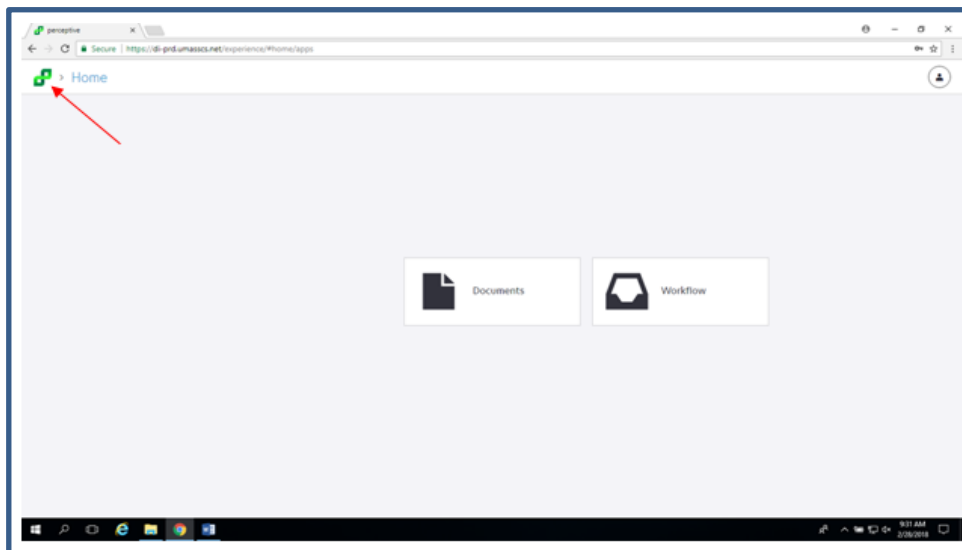 perceptive
Secure | https://di-prd.umasscs.net/experience/#home/apps
> Home
Documents
Workflow
9:31 AM
2/28/2018